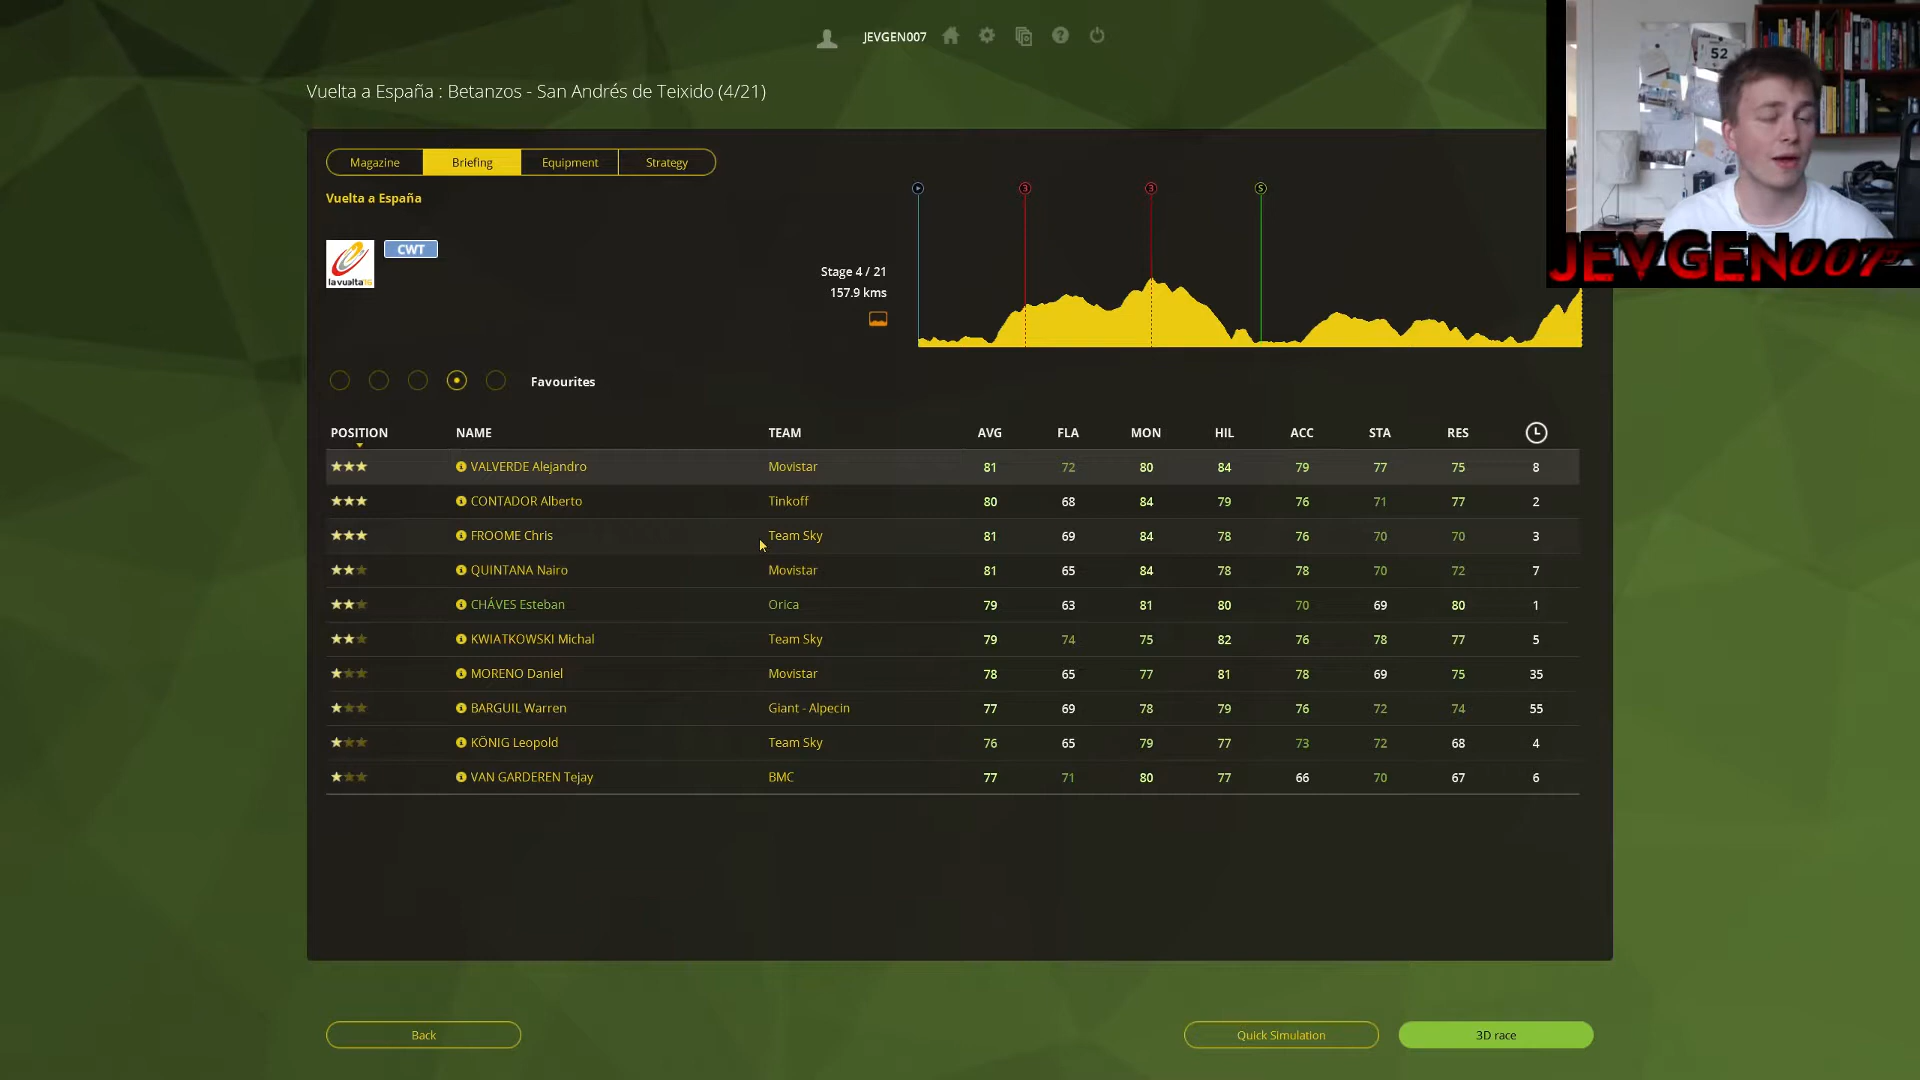 JEVGEN007
52
Vuelta a España : Betanzos - San Andrés de Teixido (4/21)
Magazine Briefing Equipment Strategy
Vuelta a España
3 3 S
CWT
la vuelta16
Stage 4 / 21
157.9 kms
JEVGEN007
Favourites
POSITION NAME TEAM AVG FLA MON HIL ACC STA RES
VALVERDE Alejandro Movistar 81 72 80 84 79 77 75 8
CONTADOR Alberto Tinkoff 80 68 84 79 76 71 77 2
FROOME Chris Team Sky 81 69 84 78 76 70 70 3
QUINTANA Nairo Movistar 81 65 84 78 78 70 72 7
CHÁVES Esteban Orica 79 63 81 80 70 69 80 1
KWIATKOWSKI Michal Team Sky 79 74 75 82 76 78 77 5
MORENO Daniel Movistar 78 65 77 81 78 69 75 35
BARGUIL Warren Giant - Alpecin 77 69 78 79 76 72 74 55
KÖNIG Leopold Team Sky 76 65 79 77 73 72 68 4
VAN GARDEREN Tejay BMC 77 71 80 77 66 70 67 6
Back Quick Simulation 3D race